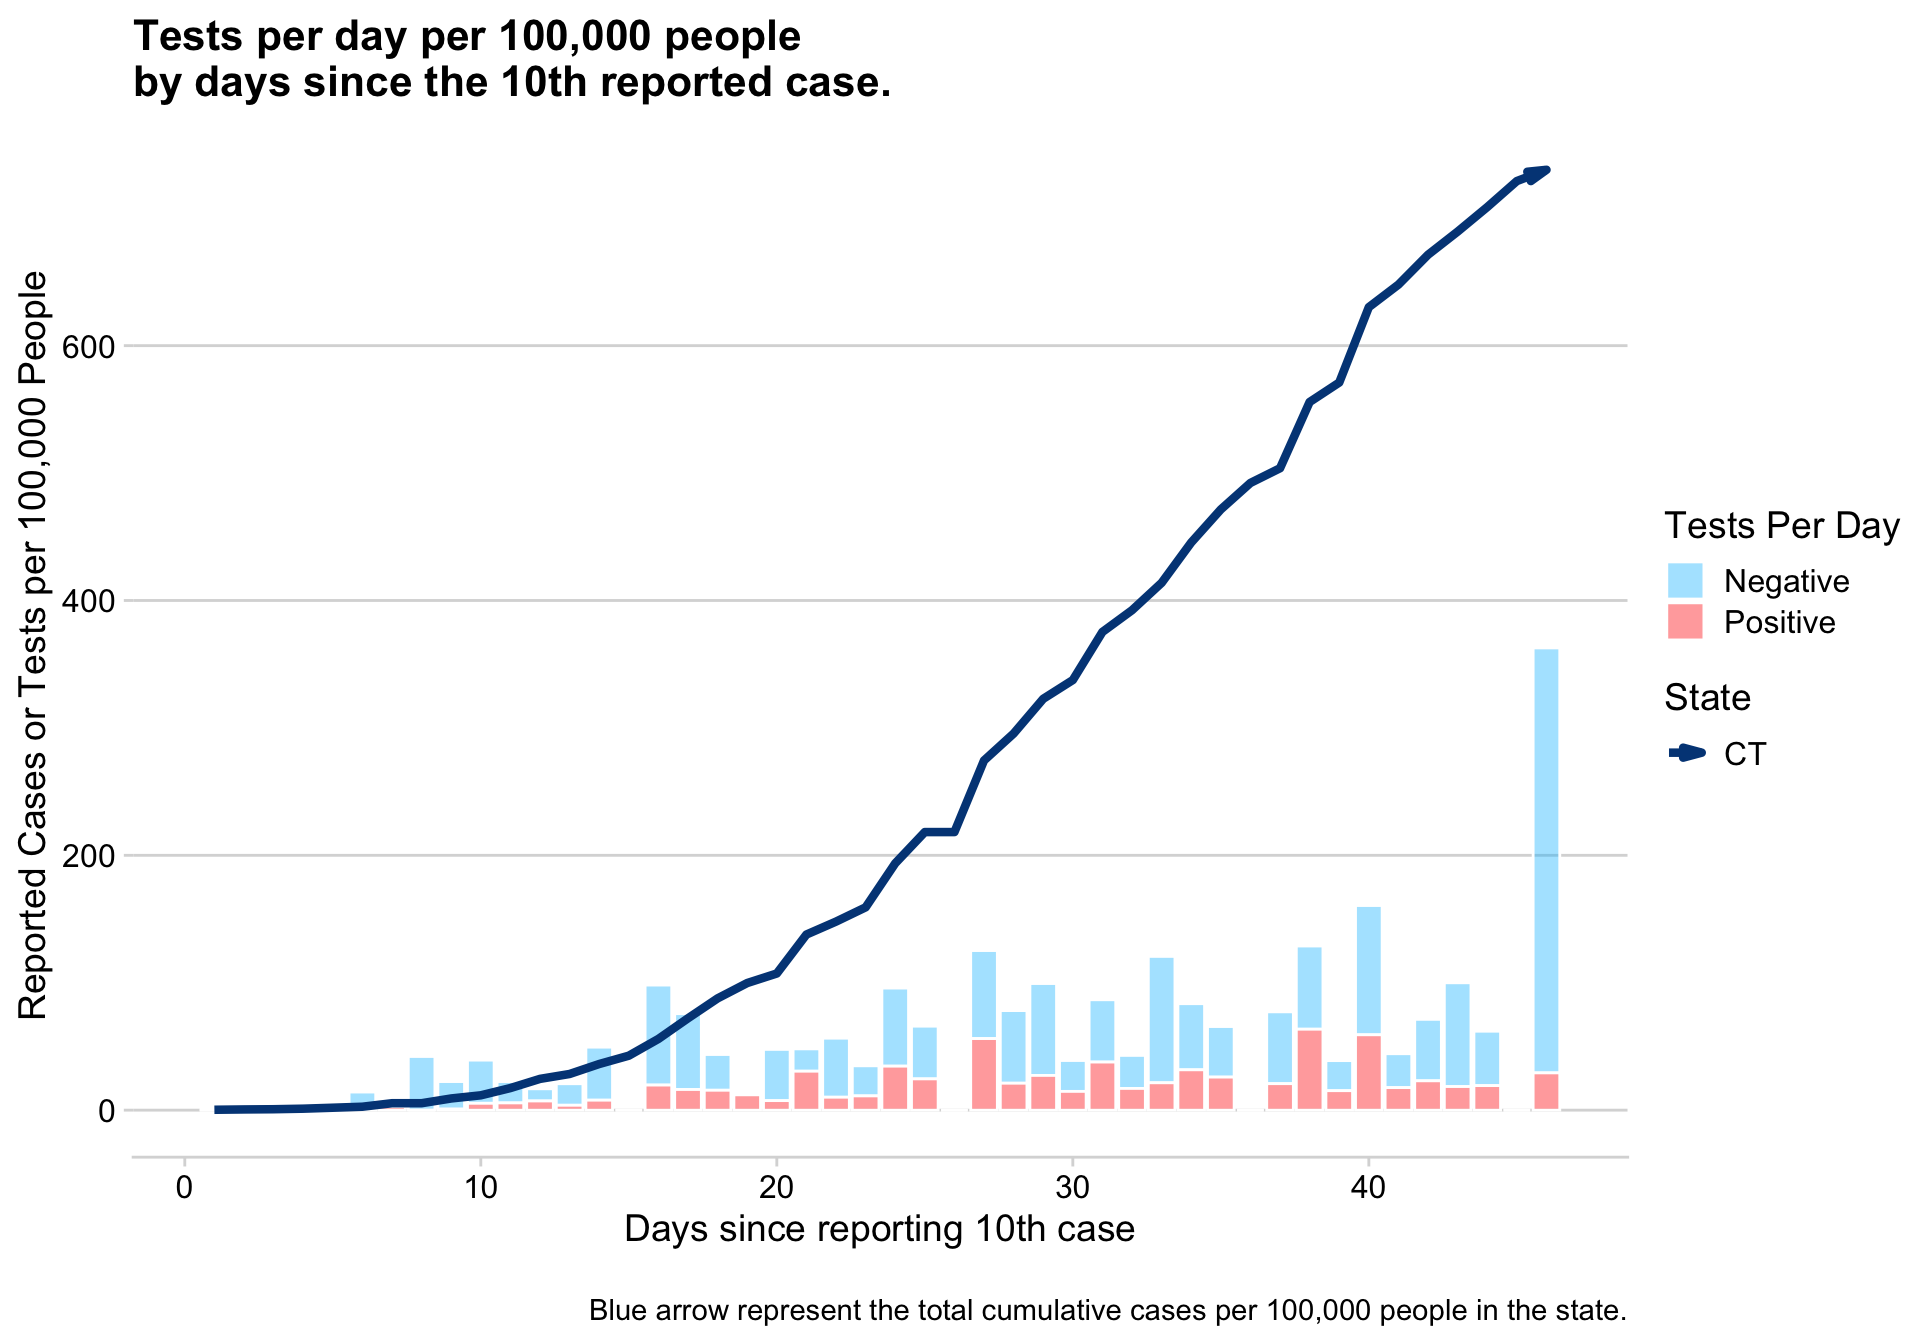 Tests per day per 100,000 people
by days since the 10th reported case.
Reported Cases or Tests per 100,000 People
600
400
200
0
0
10
20
30
40
Days since reporting 10th case
Tests Per Day
Negative
Positive
State
CT
Blue arrow represent the total cumulative cases per 100,000 people in the state.